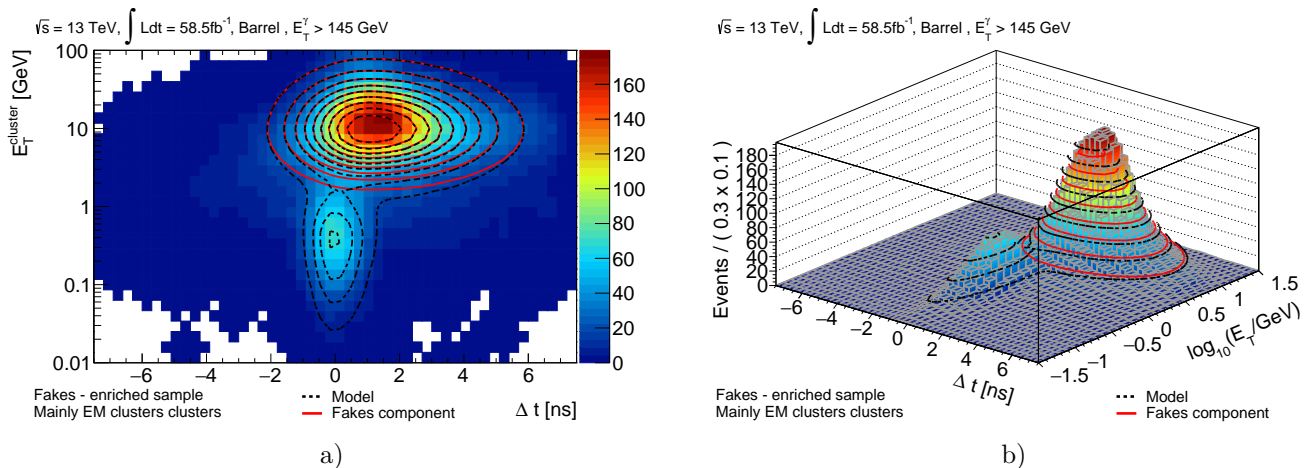 √s = 13 TeV, ∫ Ldt = 58.5fb⁻¹, Barrel , E_T^γ > 145 GeV
E_T^cluster [GeV]
100
10
1
0.1
0.01
160
140
120
100
80
60
40
20
0
−6 −4 −2 0 2 4 6
Δ t [ns]
Fakes - enriched sample
Mainly EM clusters clusters
Model
Fakes component
a)
√s = 13 TeV, ∫ Ldt = 58.5fb⁻¹, Barrel , E_T^γ > 145 GeV
Events / ( 0.3 x 0.1 )
180
160
140
120
100
80
60
40
20
0
−6 −4 −2 0 2 4 6
Δ t [ns]
−1.5 −1 −0.5 0 0.5 1 1.5
log₁₀(E_T/GeV)
Fakes - enriched sample
Mainly EM clusters clusters
Model
Fakes component
b)